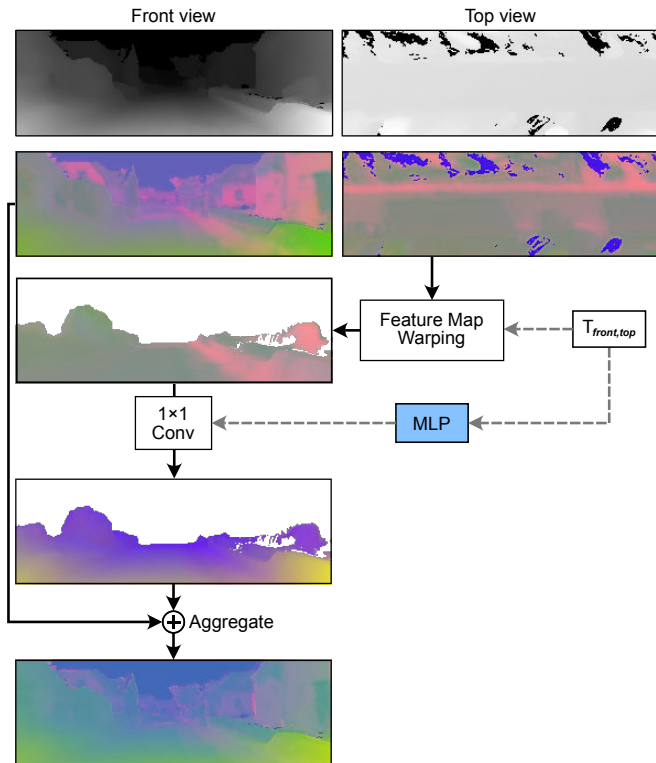 Front view
Top view
Feature Map
Warping
T_front,top
1×1
Conv
MLP
Aggregate